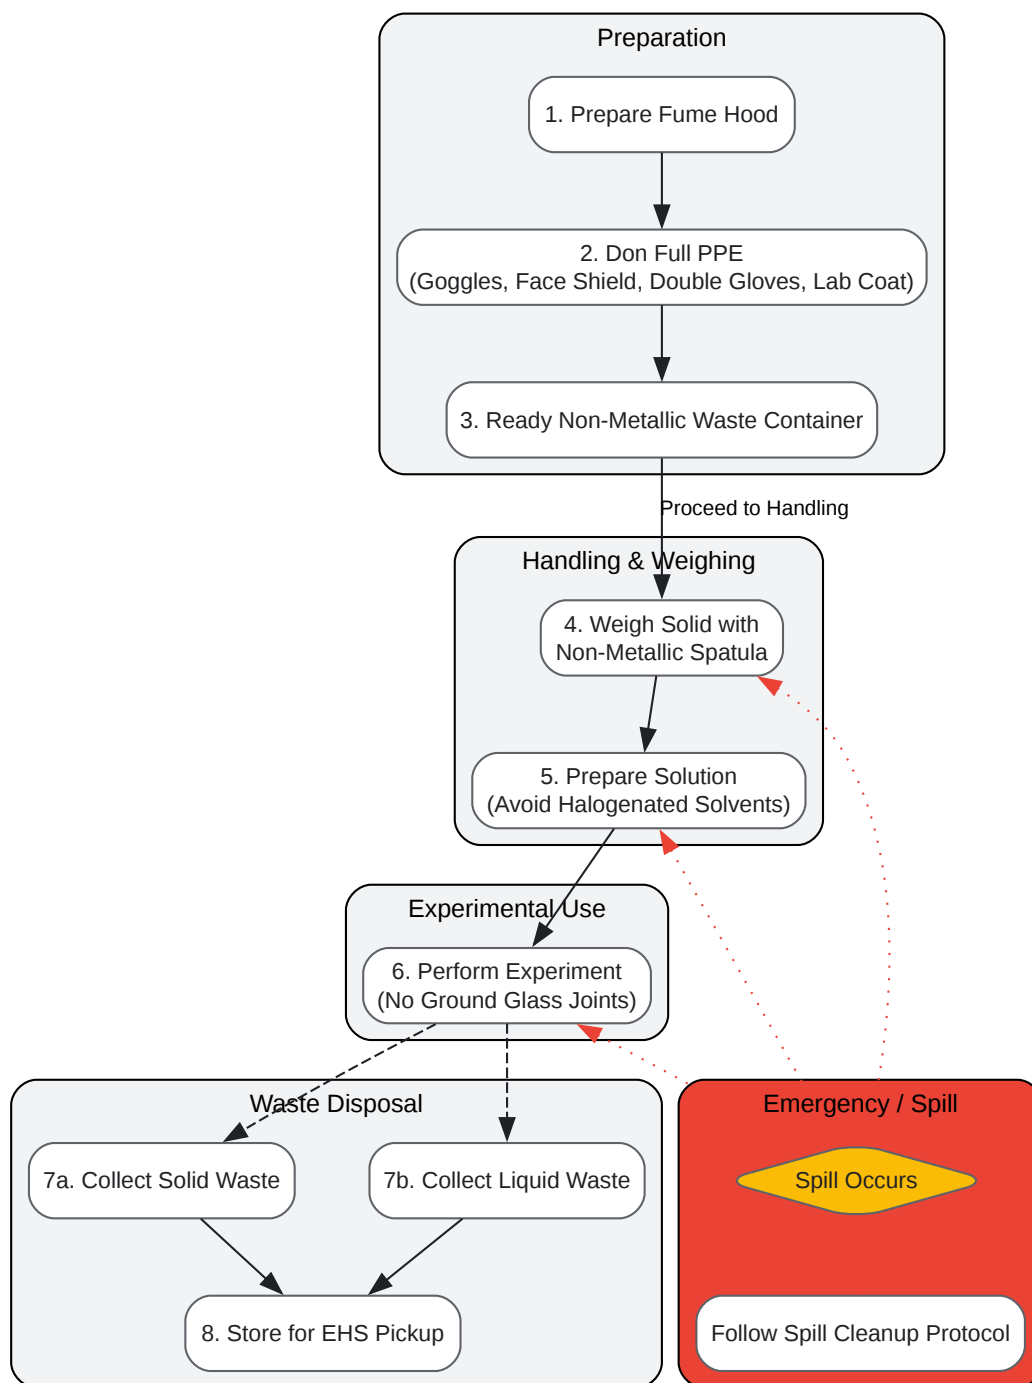 Preparation
1. Prepare Fume Hood
2. Don Full PPE
(Goggles, Face Shield, Double Gloves, Lab Coat)
3. Ready Non-Metallic Waste Container
Proceed to Handling
Handling & Weighing
4. Weigh Solid with
Non-Metallic Spatula
5. Prepare Solution
(Avoid Halogenated Solvents)
Experimental Use
6. Perform Experiment
(No Ground Glass Joints)
Waste Disposal
7a. Collect Solid Waste
7b. Collect Liquid Waste
8. Store for EHS Pickup
Emergency / Spill
Spill Occurs
Follow Spill Cleanup Protocol